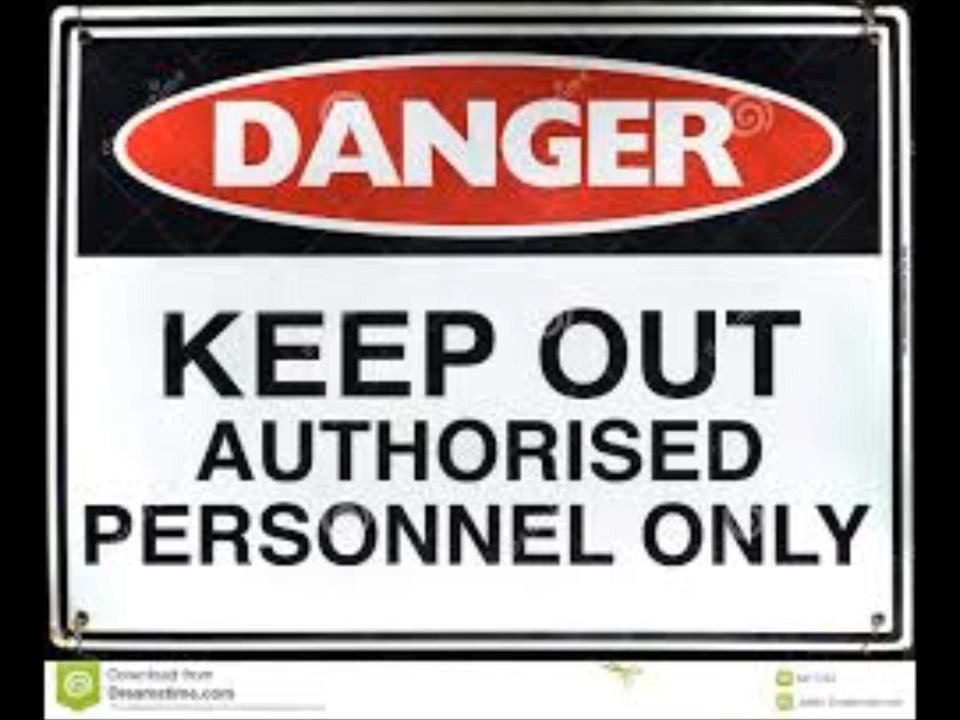 DANGER
KEEP OUT
AUTHORISED
PERSONNEL ONLY
Download from
Dreamstime.com